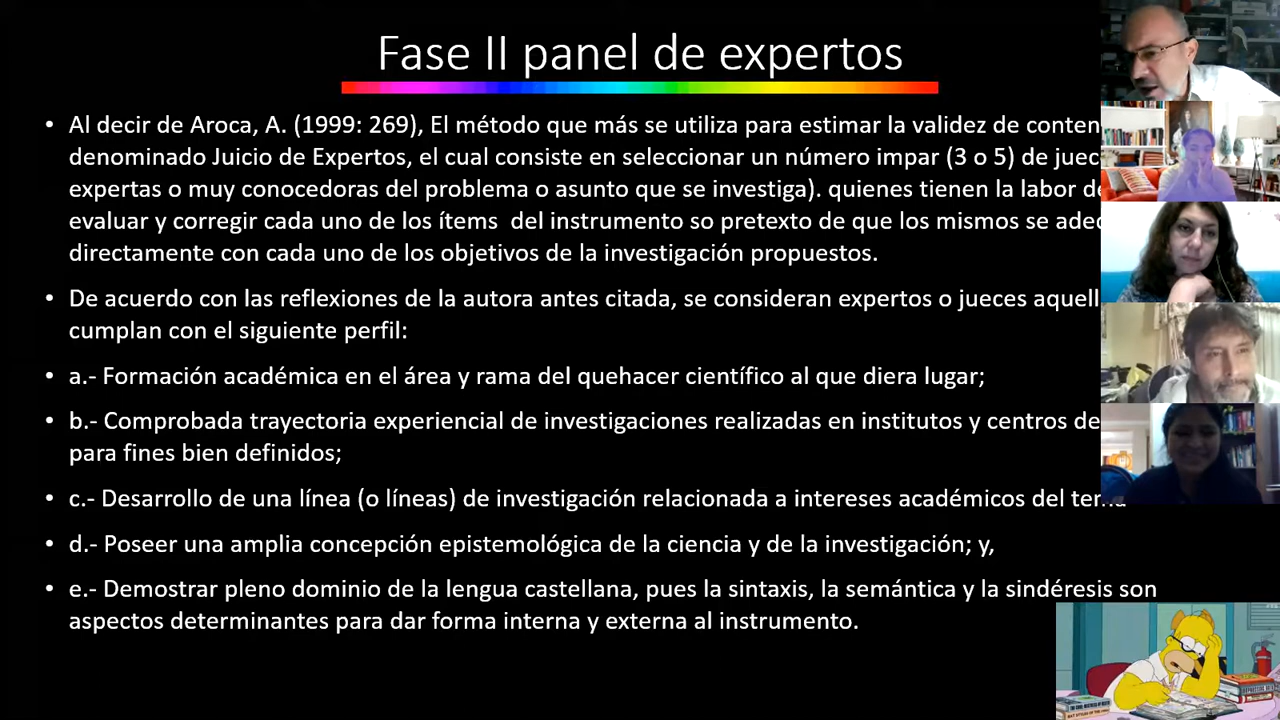 Fase II panel de expertos
• Al decir de Aroca, A. (1999: 269), El método que más se utiliza para estimar la validez de conten
denominado Juicio de Expertos, el cual consiste en seleccionar un número impar (3 o 5) de juec
expertas o muy conocedoras del problema o asunto que se investiga). quienes tienen la labor de
evaluar y corregir cada uno de los ítems del instrumento so pretexto de que los mismos se adec
directamente con cada uno de los objetivos de la investigación propuestos.
• De acuerdo con las reflexiones de la autora antes citada, se consideran expertos o jueces aquell
cumplan con el siguiente perfil:
• a.- Formación académica en el área y rama del quehacer científico al que diera lugar;
• b.- Comprobada trayectoria experiencial de investigaciones realizadas en institutos y centros de
para fines bien definidos;
• c.- Desarrollo de una línea (o líneas) de investigación relacionada a intereses académicos del tema
• d.- Poseer una amplia concepción epistemológica de la ciencia y de la investigación; y,
• e.- Demostrar pleno dominio de la lengua castellana, pues la sintaxis, la semántica y la sindéresis son
aspectos determinantes para dar forma interna y externa al instrumento.